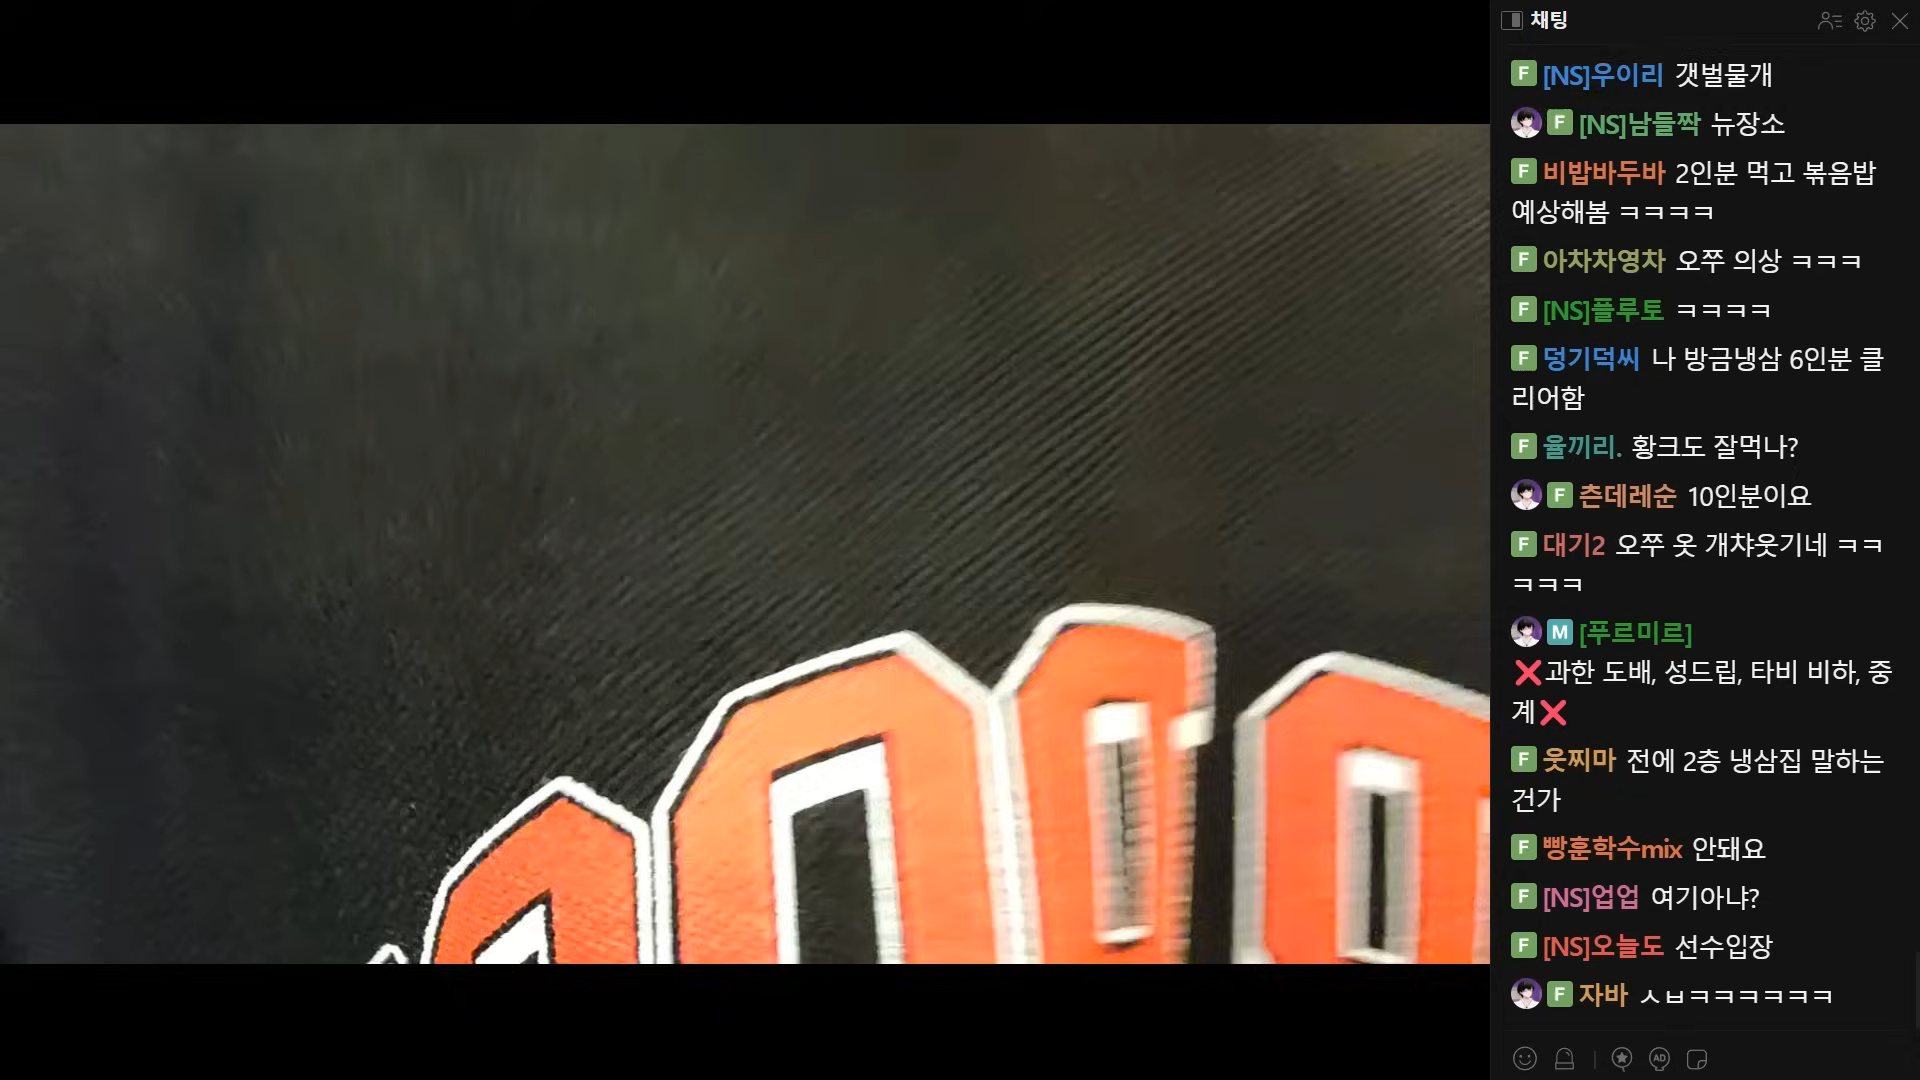 채팅
F [NS]우이리 갯벌물개
F [NS]남들짝 뉴장소
F 비밥바두바 2인분 먹고 볶음밥
예상해봄 ㅋㅋㅋㅋ
F 아차차영차 오쭈 의상 ㅋㅋㅋ
F [NS]플루토 ㅋㅋㅋㅋ
F 덩기덕씨 나 방금냉삼 6인분 클
리어함
F 율끼리. 황크도 잘먹나?
F 츤데레순 10인분이요
F 대기2 오쭈 옷 개챠웃기네 ㅋㅋ
ㅋㅋㅋ
M [푸르미르]
❌과한 도배, 성드립, 타비 비하, 중
계❌
F 웃찌마 전에 2층 냉삼집 말하는
건가
F 빵훈학수mix 안돼요
F [NS]업업 여기아냐?
F [NS]오늘도 선수입장
F 자바 ㅅㅂㅋㅋㅋㅋㅋㅋ
AD